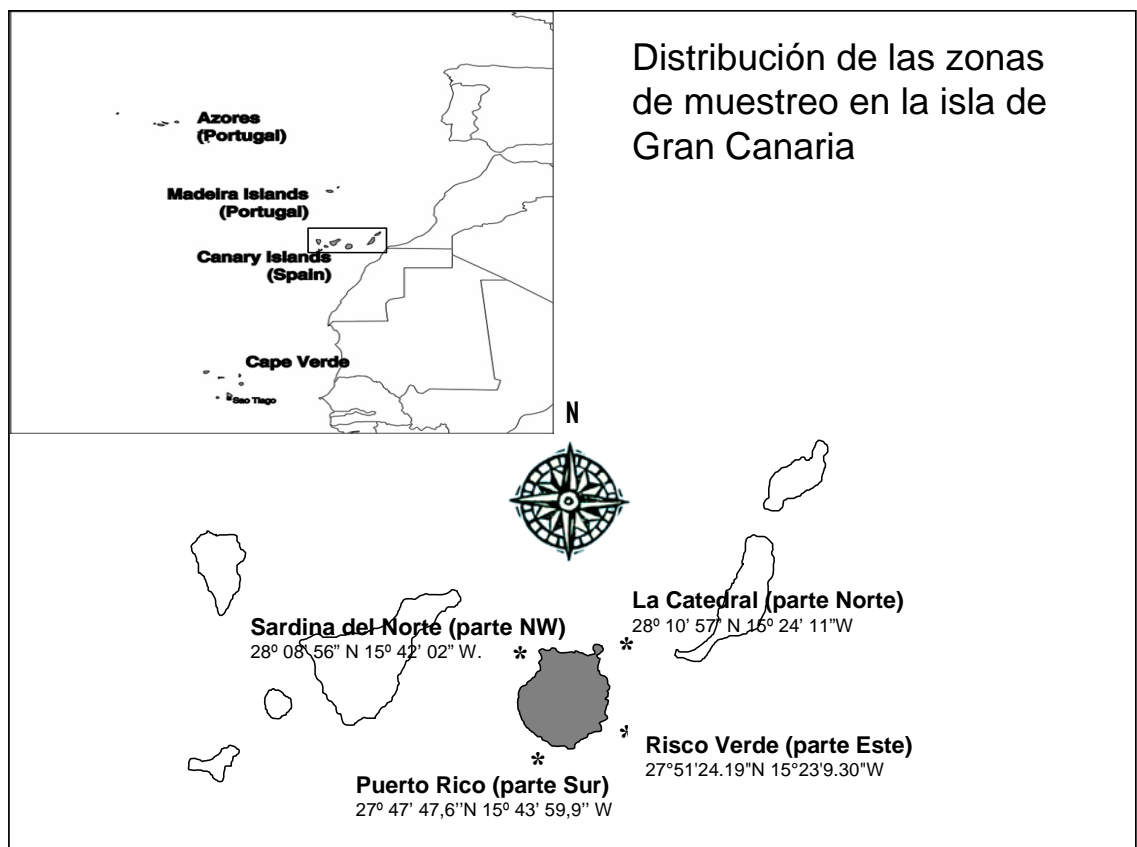 Distribución de las zonas
de muestreo en la isla de
Gran Canaria
Azores
(Portugal)
Madeira Islands
(Portugal)
Canary Islands
(Spain)
Cape Verde
Sao Tiago
N
La Catedral (parte Norte)
28º 10’ 57” N 15º 24’ 11”W
Sardina del Norte (parte NW)
28º 08’ 56” N 15º 42’ 02” W.
Risco Verde (parte Este)
27°51'24.19"N 15°23'9.30"W
Puerto Rico (parte Sur)
27º 47’ 47,6’’N 15º 43’ 59,9’’ W